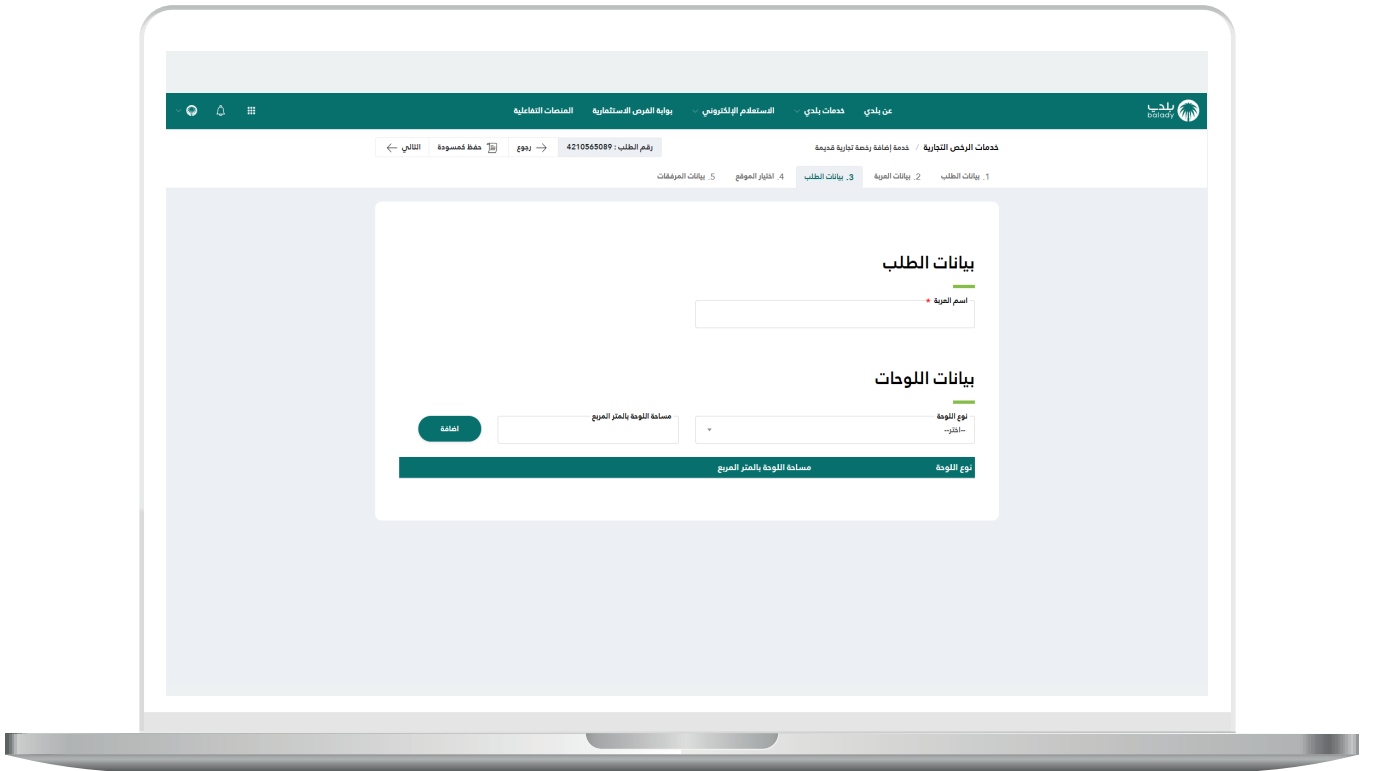 بلدي
balady
عن بلدي خدمات بلدي الاستعلام الإلكتروني بوابة الفرص الاستثمارية المنصات التفاعلية
خدمات الرخص التجارية / خدمة إضافة رخصة تجارية قديمة
رقم الطلب : 4210565089 رجوع حفظ كمسودة التالي
1. بيانات الطلب 2. بيانات العربة 3. بيانات الطلب 4. اختيار الموقع 5. بيانات المرفقات
بيانات الطلب
اسم العربة *
بيانات اللوحات
نوع اللوحة
--اختر--
مساحة اللوحة بالمتر المربع
اضافة
نوع اللوحة مساحة اللوحة بالمتر المربع